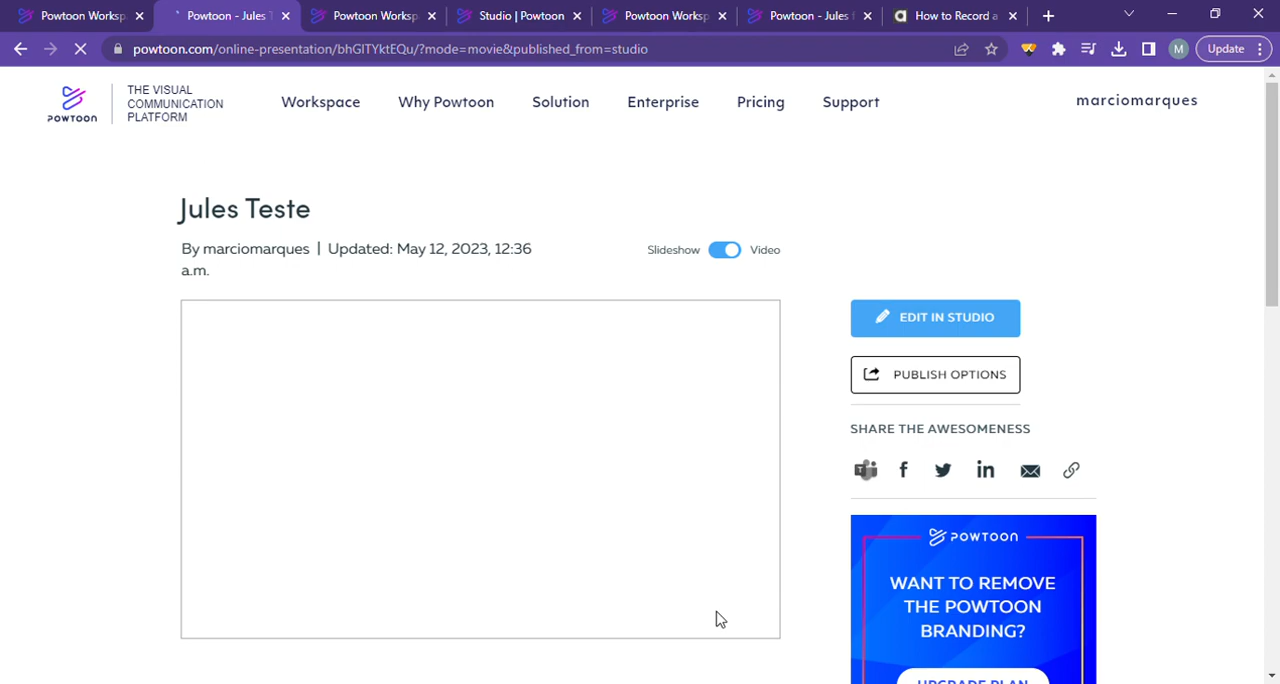 Powtoon Worksp
Powtoon - Jules T
Powtoon Worksp
Studio | Powtoon
Powtoon Worksp
Powtoon - Jules
How to Record a
powtoon.com/online-presentation/bhGlTYktEQu/?mode=movie&published_from=studio
M
Update
POWTOON
THE VISUAL
COMMUNICATION
PLATFORM
Workspace
Why Powtoon
Solution
Enterprise
Pricing
Support
marciomarques
Jules Teste
By marciomarques | Updated: May 12, 2023, 12:36
a.m.
Slideshow
Video
EDIT IN STUDIO
PUBLISH OPTIONS
SHARE THE AWESOMENESS
POWTOON
WANT TO REMOVE
THE POWTOON
BRANDING?
UPGRADE PLAN